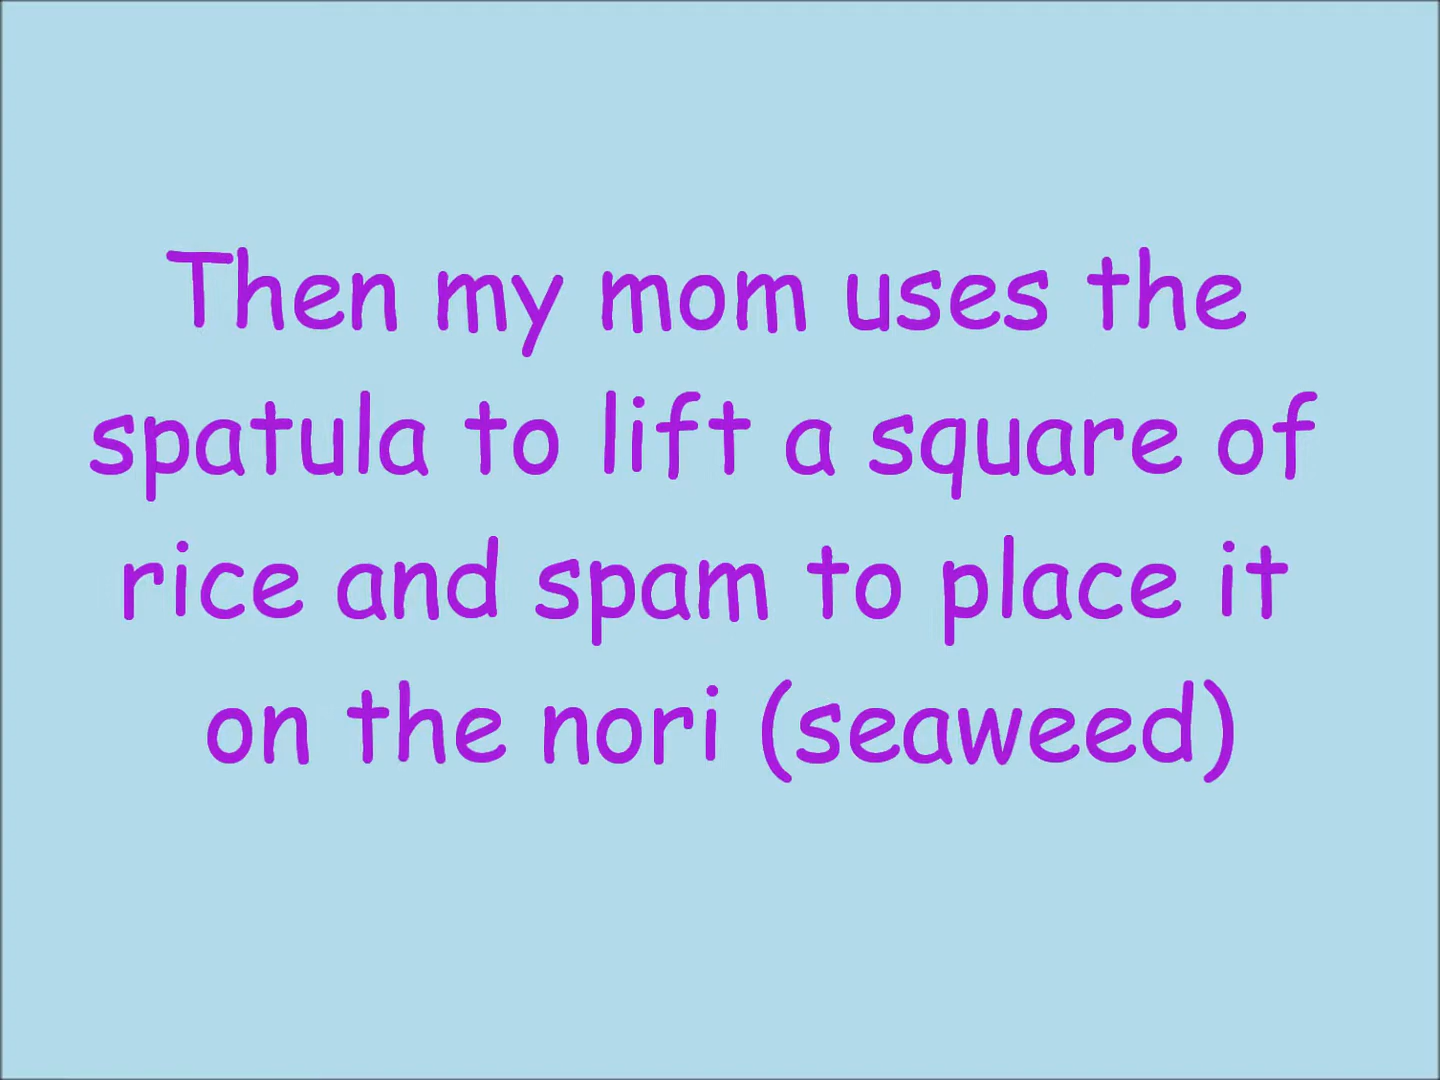 Then my mom uses the
spatula to lift a square of
rice and spam to place it
on the nori (seaweed)